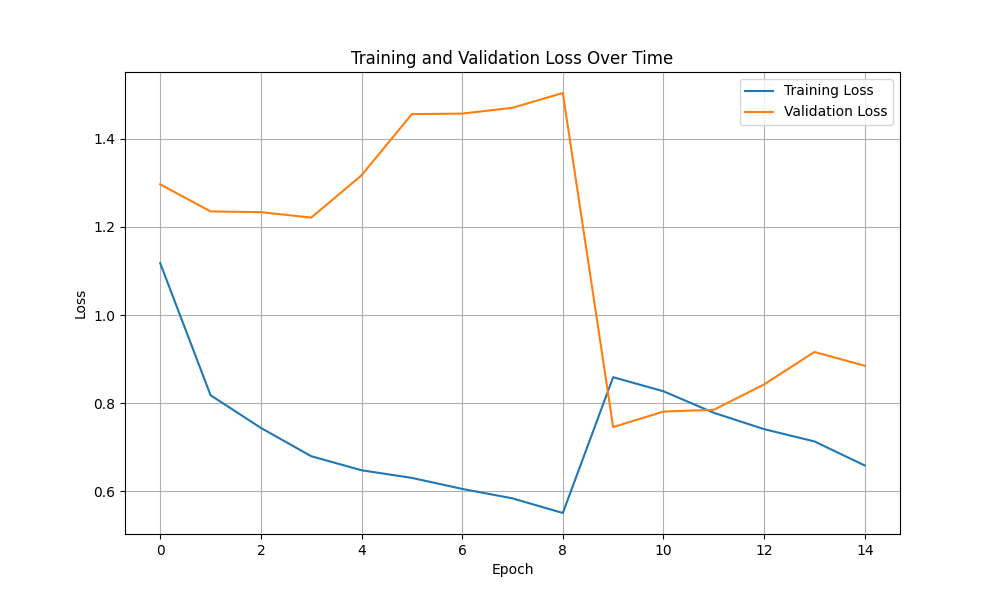 Training and Validation Loss Over Time
Training Loss
Validation Loss
1.4
1.2
1.0
0.8
0.6
Loss
0 2 4 6 8 10 12 14
Epoch